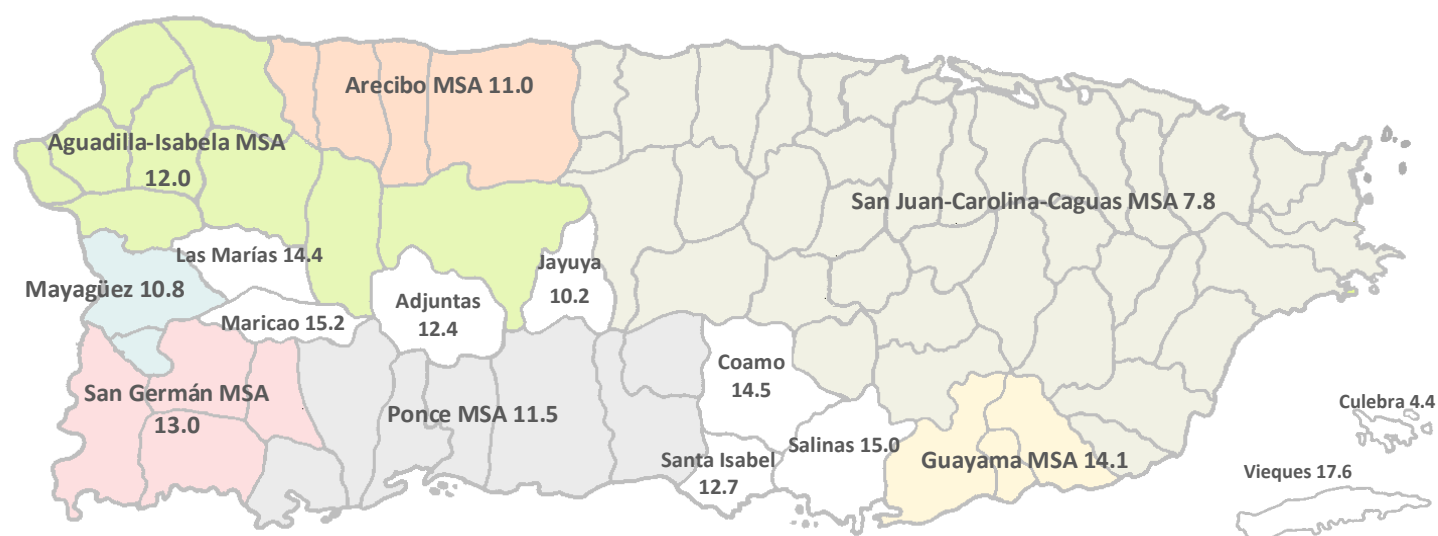 Arecibo MSA 11.0
Aguadilla-Isabela MSA
12.0
San Juan-Carolina-Caguas MSA 7.8
Las Marías 14.4
Jayuya
10.2
Mayagüez 10.8
Adjuntas
12.4
Maricao 15.2
Coamo
14.5
San Germán MSA
13.0
Ponce MSA 11.5
Culebra 4.4
Salinas 15.0
Santa Isabel
12.7
Guayama MSA 14.1
Vieques 17.6